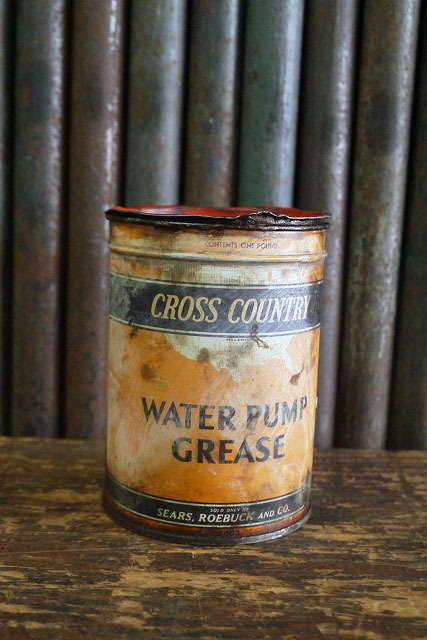 CONTENTS ONE POUND
CROSS COUNTRY
WATER PUMP
GREASE
SOLD ONLY BY
SEARS, ROEBUCK AND CO.